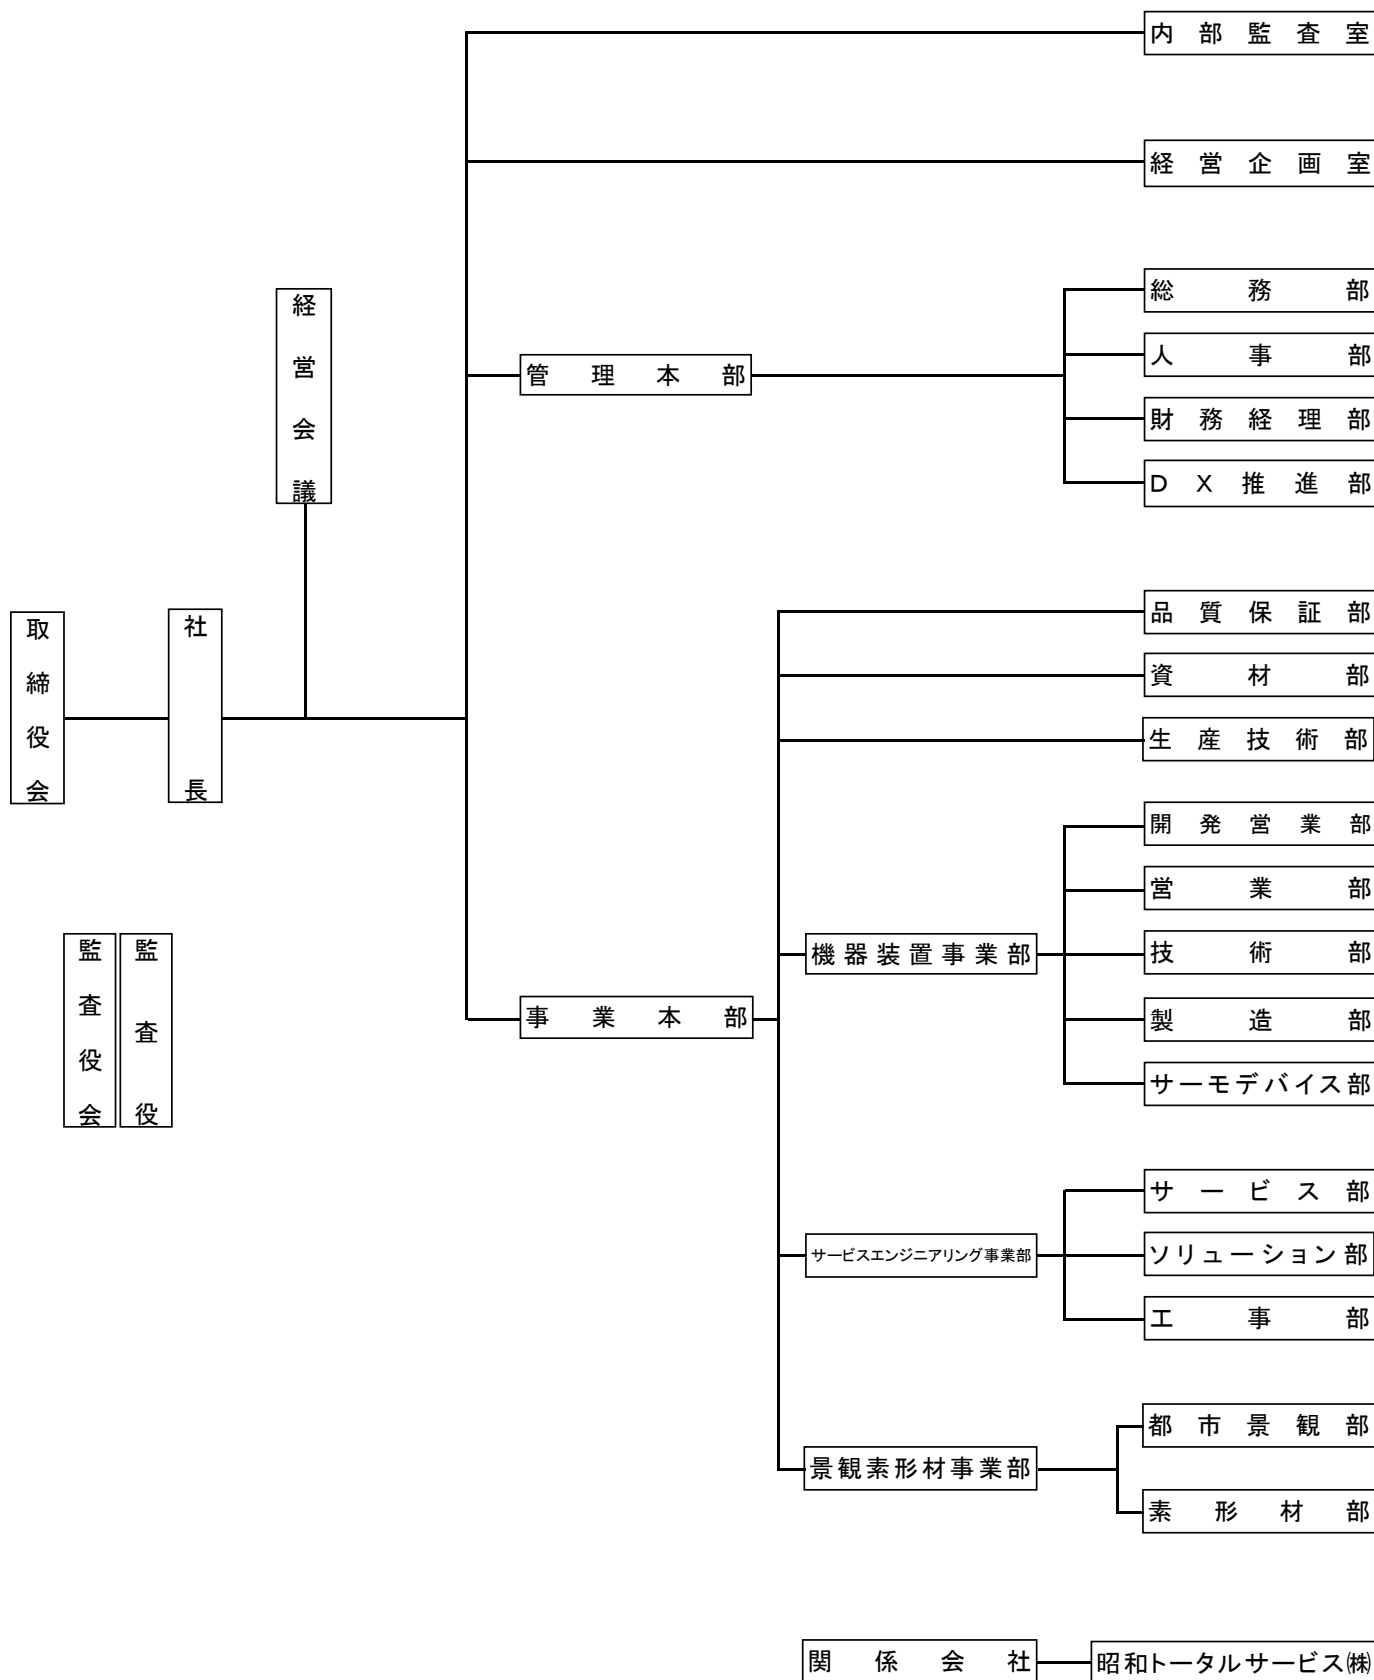 内部監査室
経営企画室
経営会議
総務部
人事部
管理本部
財務経理部
DX推進部
取締役会
社長
品質保証部
資材部
生産技術部
開発営業部
営業部
機器装置事業部
技術部
監査役会
監査役
事業本部
製造部
サーモデバイス部
サービス部
サービスエンジニアリング事業部
ソリューション部
工事部
都市景観部
景観素形材事業部
素形材部
関係会社
昭和トータルサービス㈱